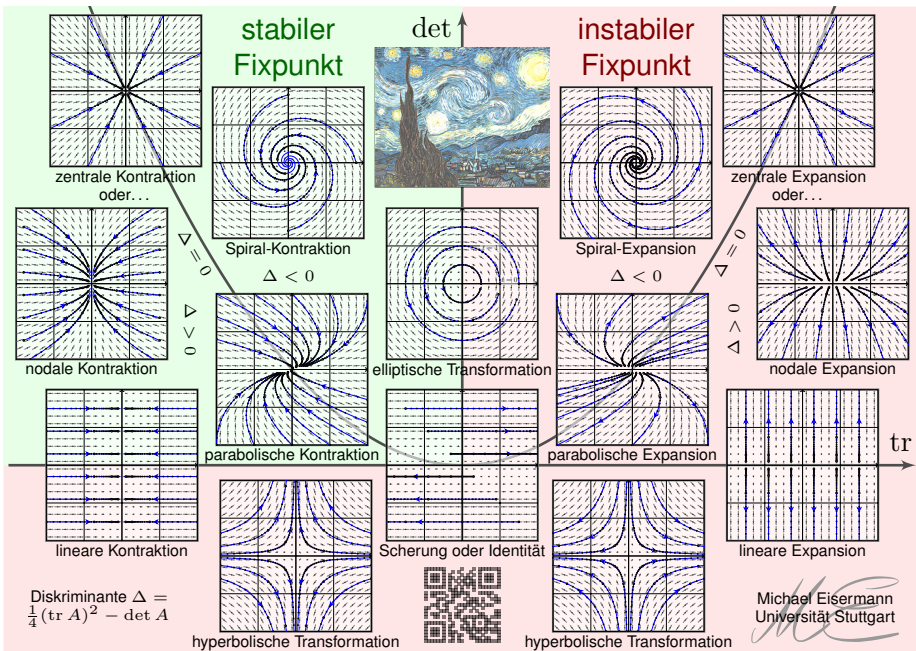 stabiler
Fixpunkt
det
instabiler
Fixpunkt
zentrale Kontraktion
oder...
Spiral-Kontraktion
Spiral-Expansion
zentrale Expansion
oder...
Δ = 0
Δ < 0
Δ < 0
Δ = 0
Δ > 0
Δ > 0
nodale Kontraktion
elliptische Transformation
nodale Expansion
parabolische Kontraktion
parabolische Expansion
tr
lineare Kontraktion
Scherung oder Identität
lineare Expansion
Diskriminante Δ =
¼(tr A)² − det A
hyperbolische Transformation
hyperbolische Transformation
Michael Eisermann
Universität Stuttgart